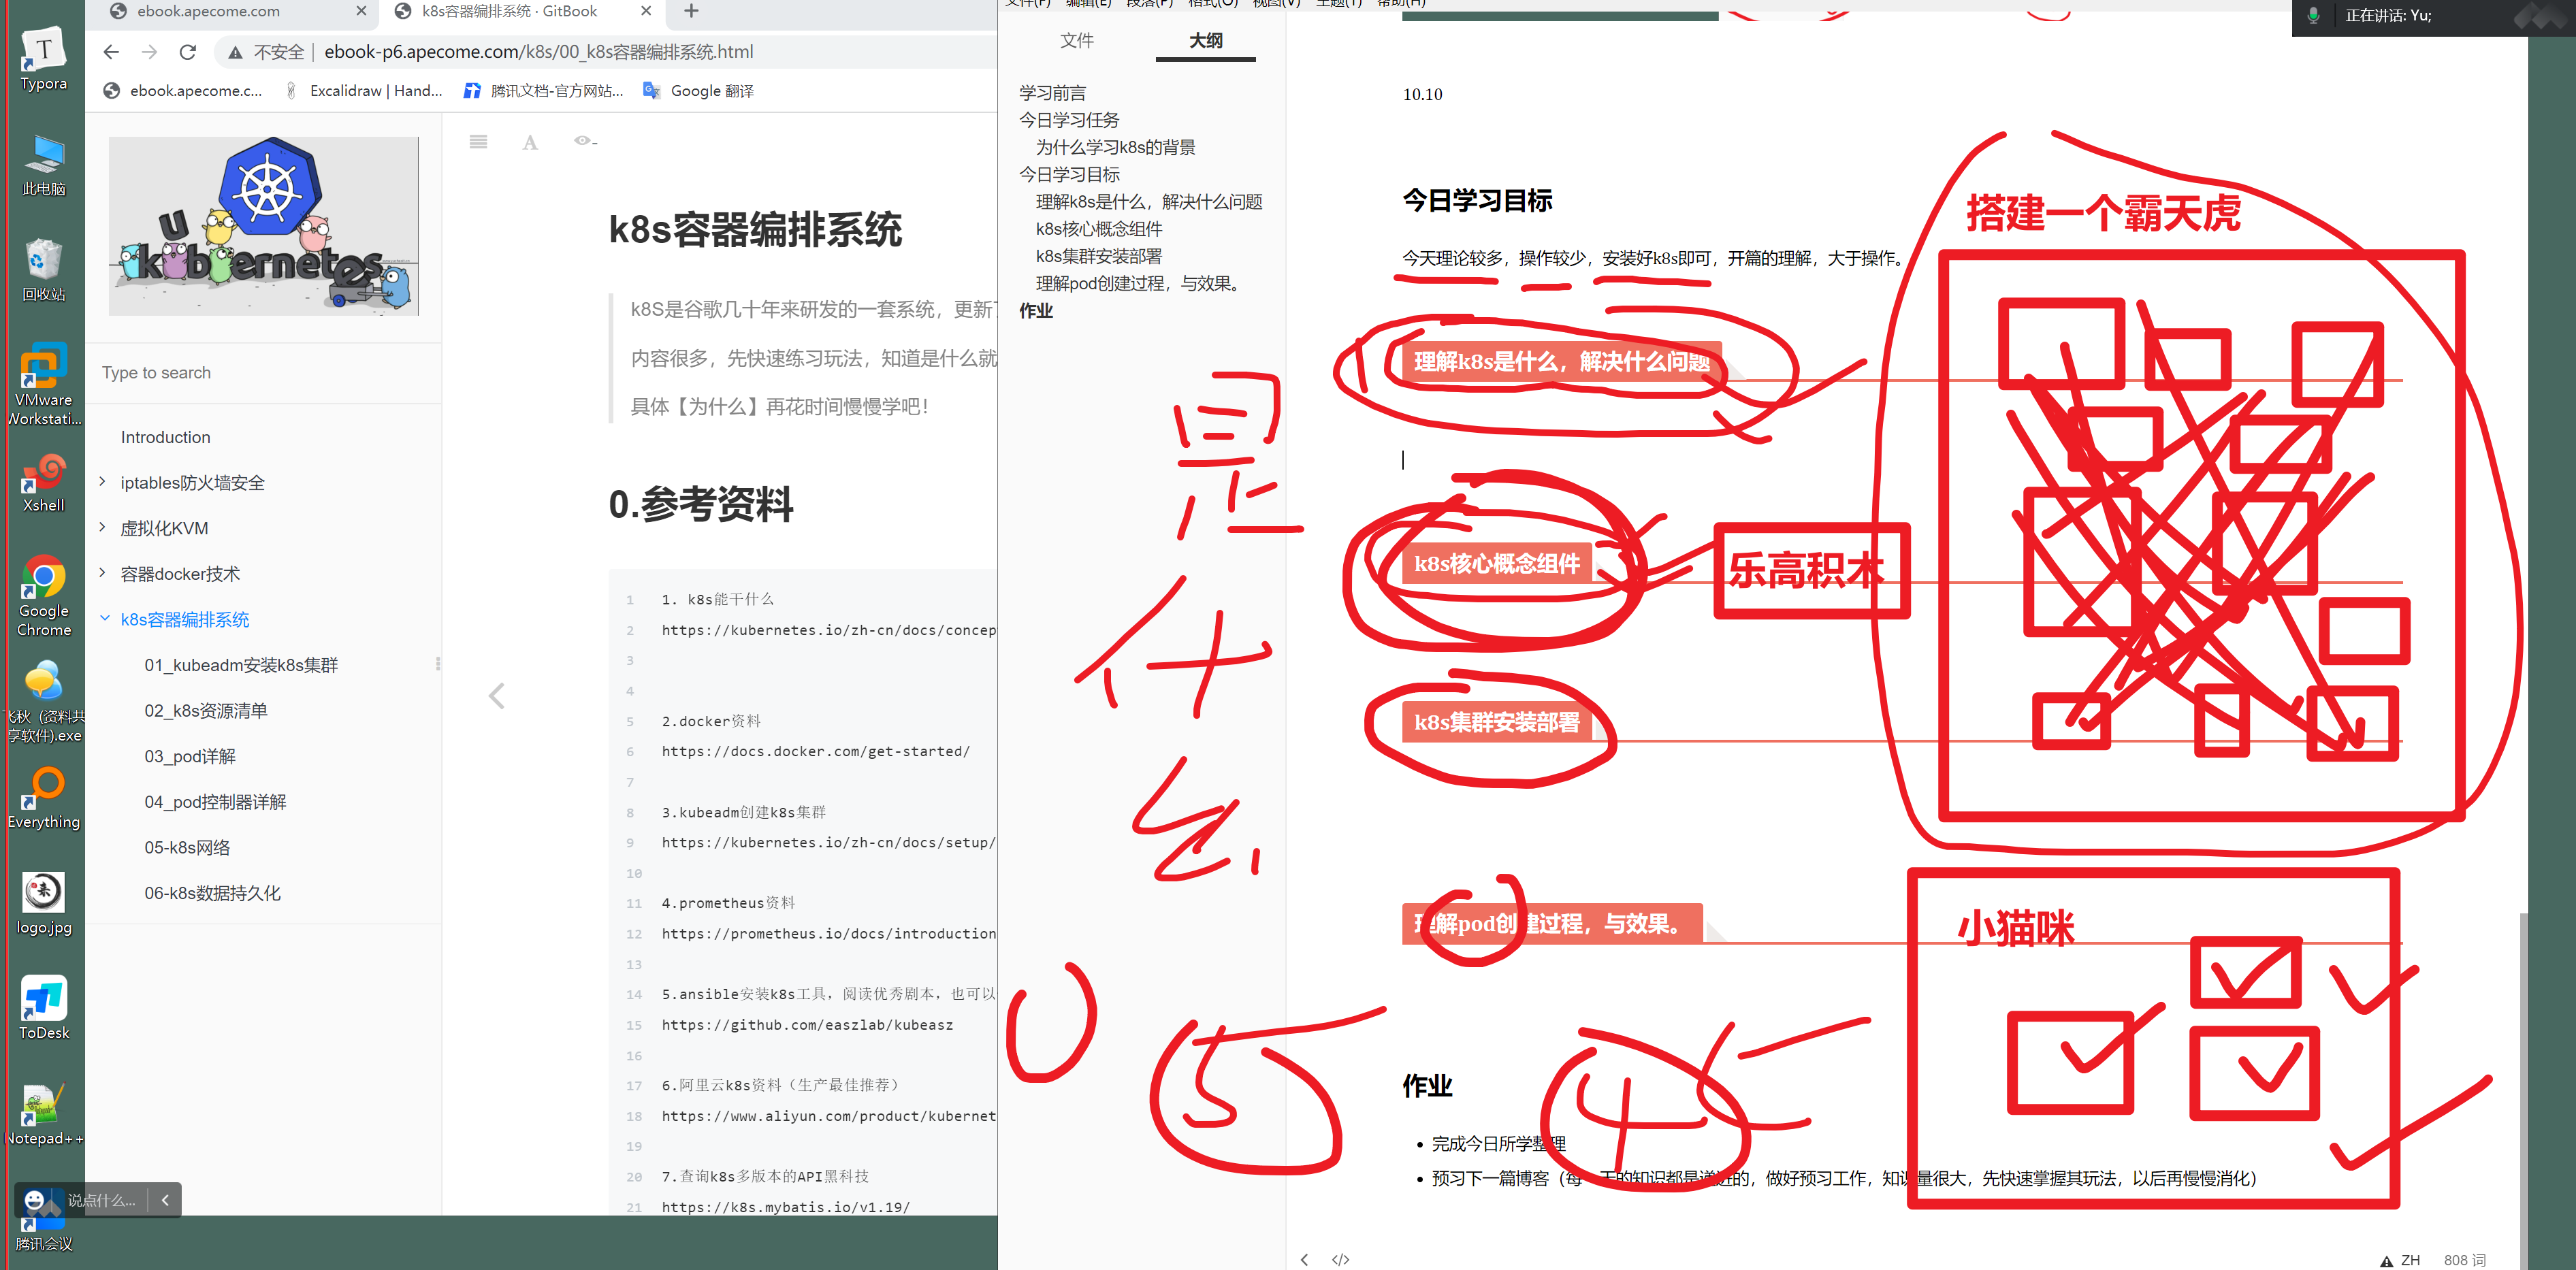 Typora
此电脑
回收站
VMware
Workstati...
Xshell
Google
Chrome
飞秋（资料共
享软件).exe
Everything
logo.jpg
ToDesk
Notepad++
腾讯会议
说点什么...
ebook.apecome.com
k8s容器编排系统 · GitBook
不安全
ebook-p6.apecome.com/k8s/00_k8s容器编排系统.html
ebook.apecome.c...
Excalidraw | Hand...
腾讯文档-官方网站...
Google 翻译
kubernetes
Type to search
Introduction
iptables防火墙安全
虚拟化KVM
容器docker技术
k8s容器编排系统
01_kubeadm安装k8s集群
02_k8s资源清单
03_pod详解
04_pod控制器详解
05-k8s网络
06-k8s数据持久化
k8s容器编排系统
k8S是谷歌几十年来研发的一套系统，更新
内容很多，先快速练习玩法，知道是什么就
具体【为什么】再花时间慢慢学吧！
0.参考资料
1 1. k8s能干什么
2 https://kubernetes.io/zh-cn/docs/concep
3
4
5 2.docker资料
6 https://docs.docker.com/get-started/
7
8 3.kubeadm创建k8s集群
9 https://kubernetes.io/zh-cn/docs/setup/
10
11 4.prometheus资料
12 https://prometheus.io/docs/introduction
13
14 5.ansible安装k8s工具，阅读优秀剧本，也可以
15 https://github.com/easzlab/kubeasz
16
17 6.阿里云k8s资料（生产最佳推荐）
18 https://www.aliyun.com/product/kubernet
19
20 7.查询k8s多版本的API黑科技
21 https://k8s.mybatis.io/v1.19/
文件(F) 编辑(E) 段落(P) 格式(O) 视图(V) 主题(T) 帮助(H)
文件
大纲
学习前言
今日学习任务
为什么学习k8s的背景
今日学习目标
理解k8s是什么，解决什么问题
k8s核心概念组件
k8s集群安装部署
理解pod创建过程，与效果。
作业
是
什
么
5
正在讲话: Yu;
10.10
今日学习目标
今天理论较多，操作较少，安装好k8s即可，开篇的理解，大于操作。
理解k8s是什么，解决什么问题
k8s核心概念组件
乐高积木
k8s集群安装部署
搭建一个霸天虎
理解pod创建过程，与效果。
小猫咪
作业
4
完成今日所学整理
预习下一篇博客（每一天的知识都是递进的，做好预习工作，知识量很大，先快速掌握其玩法，以后再慢慢消化）
ZH
808 词